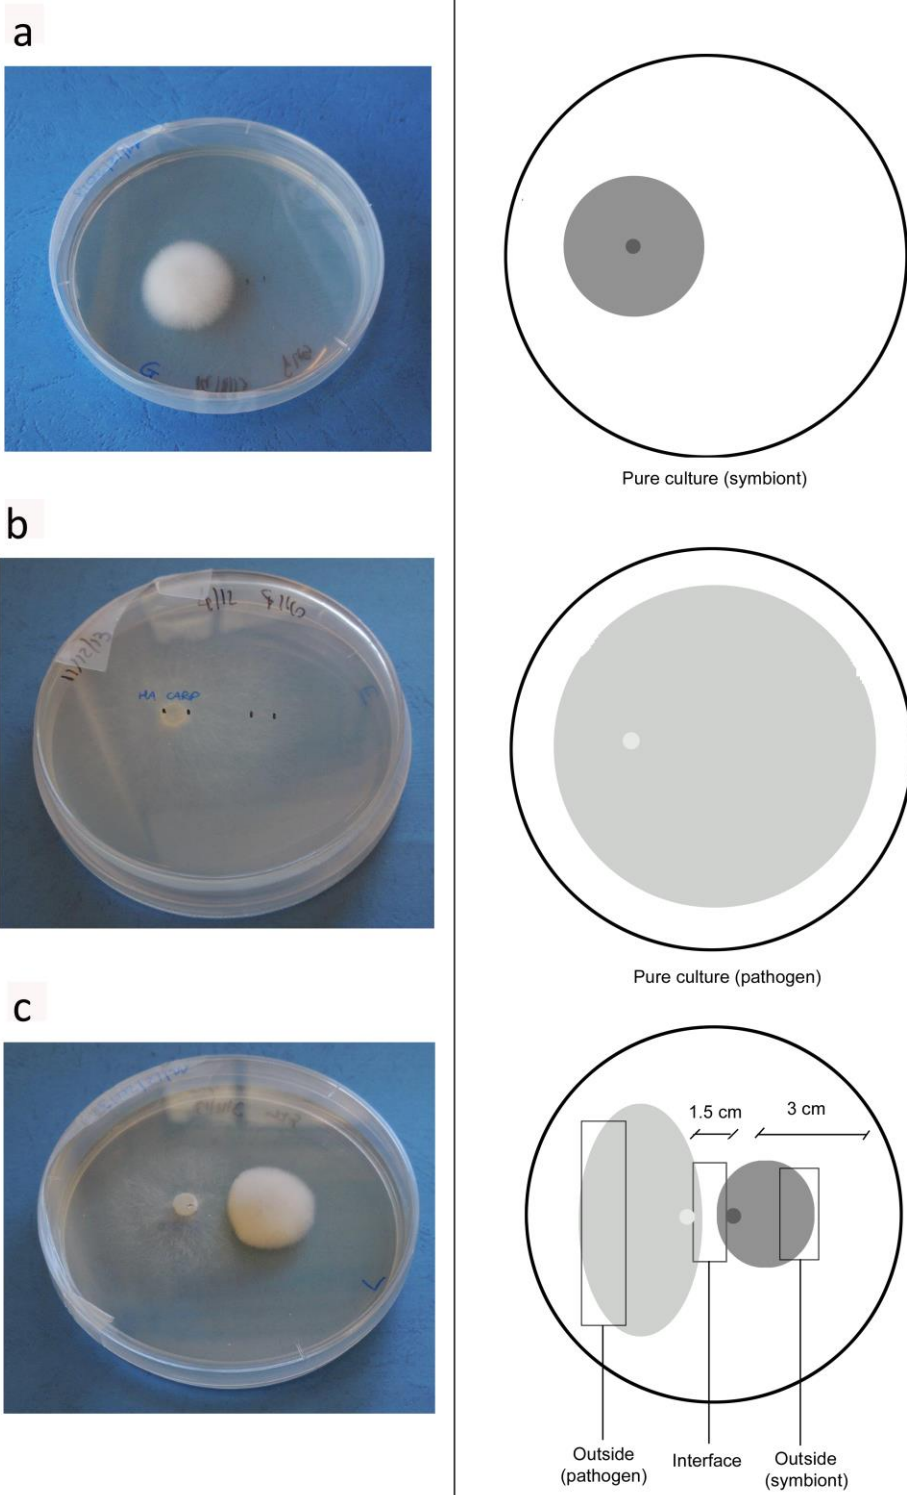 a
G
Pure culture (symbiont)
b
HA CARP
Pure culture (pathogen)
c
1.5 cm
3 cm
L
Outside
(pathogen)
Interface
Outside
(symbiont)